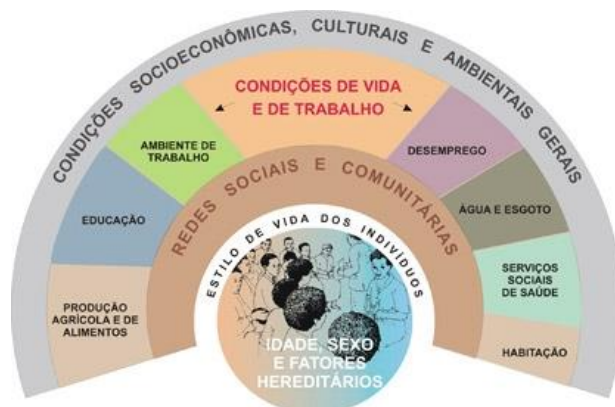 CONDIÇÕES SOCIOECONÔMICAS, CULTURAIS E AMBIENTAIS GERAIS
CONDIÇÕES DE VIDA
E DE TRABALHO
AMBIENTE DE
TRABALHO
DESEMPREGO
EDUCAÇÃO
ÁGUA E ESGOTO
PRODUÇÃO
AGRÍCOLA E DE
ALIMENTOS
SERVIÇOS
SOCIAIS
DE SAÚDE
HABITAÇÃO
REDES SOCIAIS E COMUNITÁRIAS
ESTILO DE VIDA DOS INDIVÍDUOS
IDADE, SEXO
E FATORES
HEREDITÁRIOS